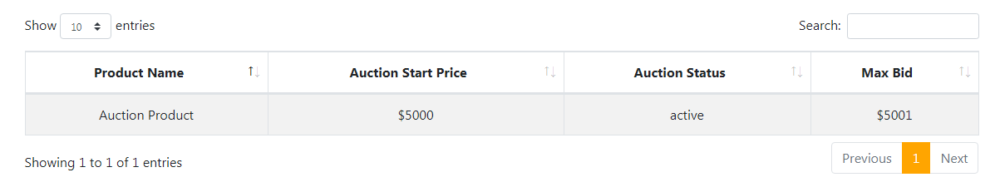 Show 10 entries Search:
Product Name Auction Start Price Auction Status Max Bid
Auction Product $5000 active $5001
Showing 1 to 1 of 1 entries Previous 1 Next